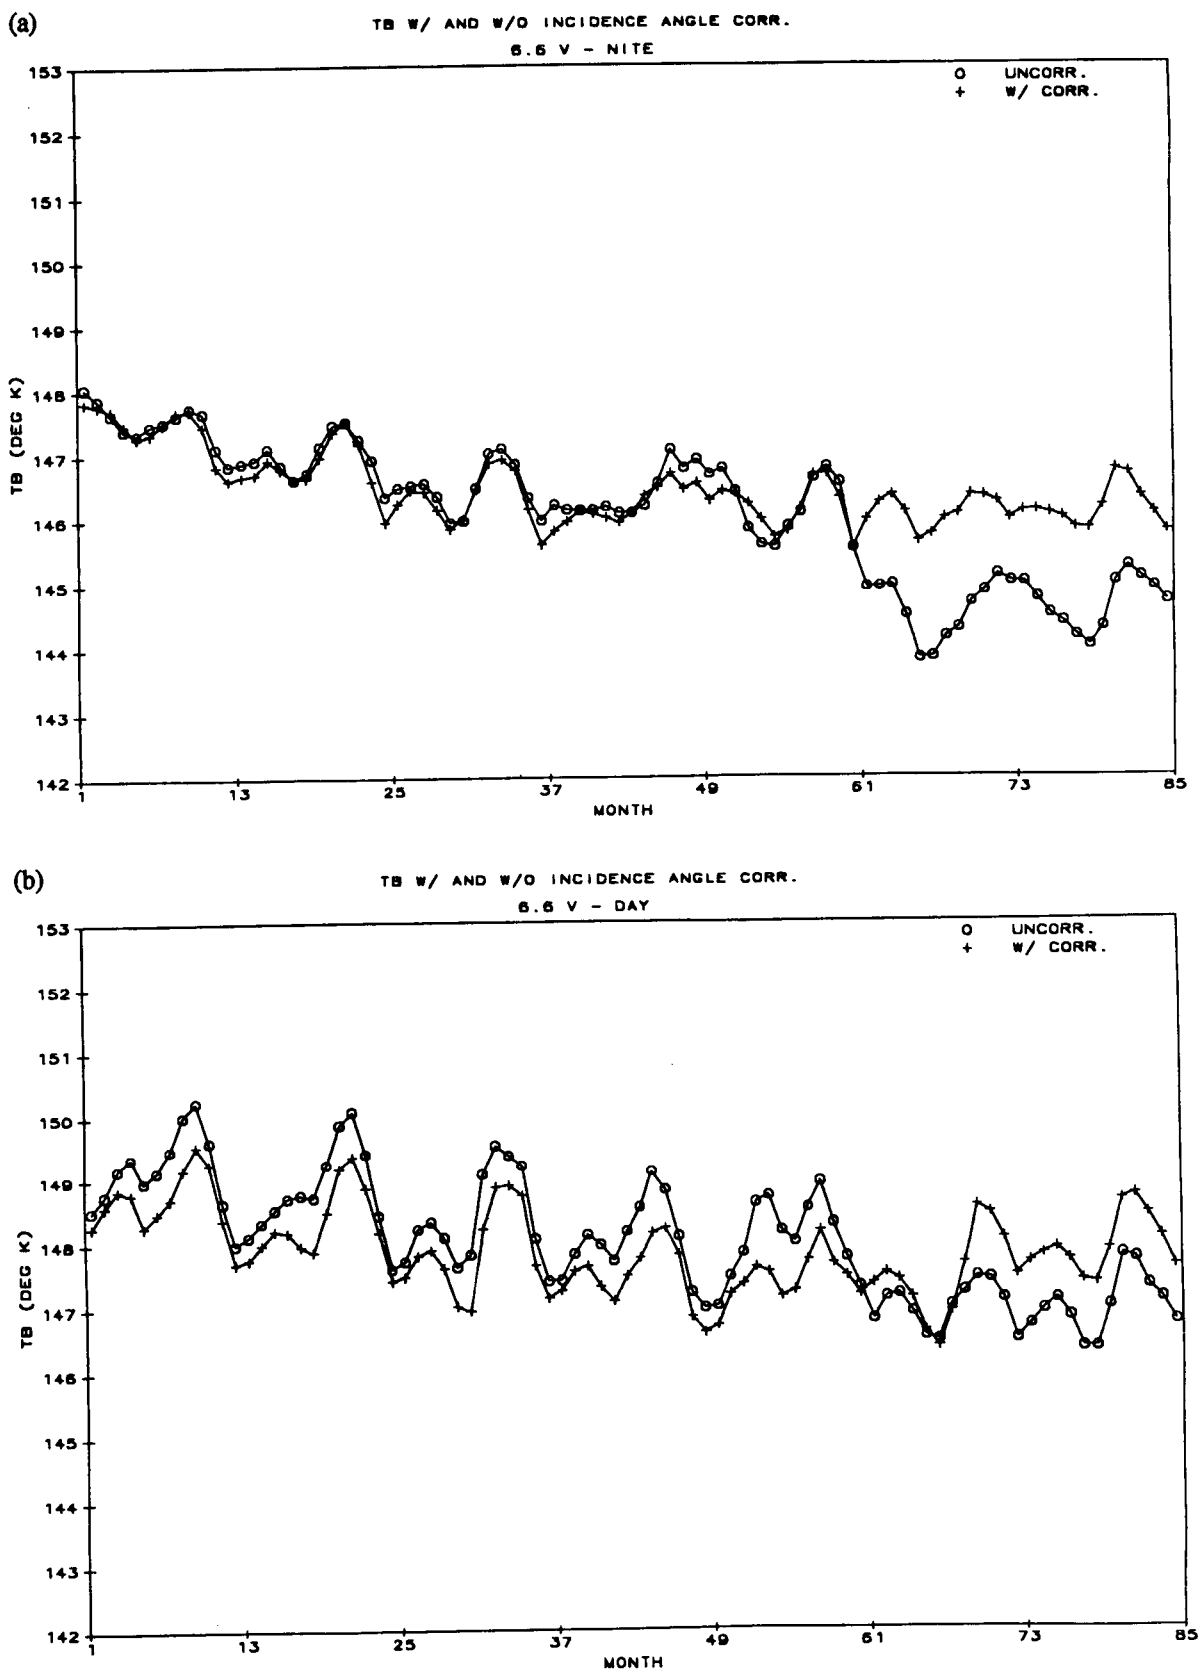 (a)
TB W/ AND W/O INCIDENCE ANGLE CORR.
6.6 V - NITE
O UNCORR.
+ W/ CORR.
153
152
151
150
149
148
147
146
145
144
143
142
TB (DEG K)
1 13 25 37 49 61 73 85
MONTH
(b)
TB W/ AND W/O INCIDENCE ANGLE CORR.
6.6 V - DAY
O UNCORR.
+ W/ CORR.
153
152
151
150
149
148
147
146
145
144
143
142
TB (DEG K)
1 13 25 37 49 61 73 85
MONTH